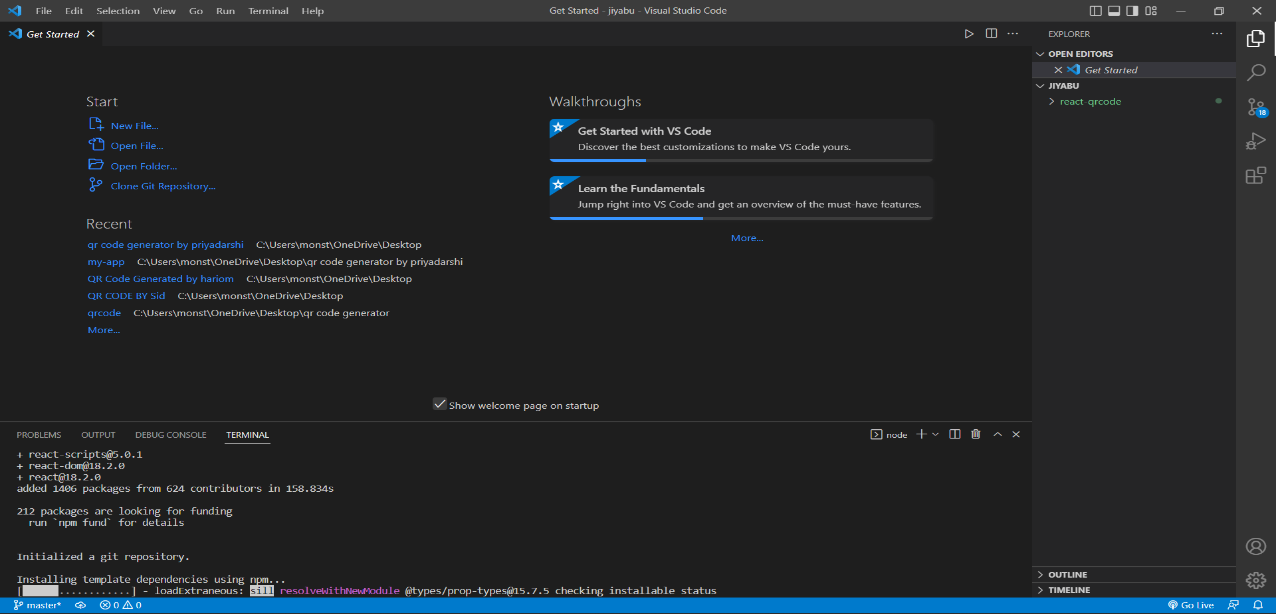 File Edit Selection View Go Run Terminal Help
Get Started - jiyabu - Visual Studio Code
Get Started
EXPLORER
OPEN EDITORS
Get Started
JIYABU
react-qrcode
18
Start
New File...
Open File...
Open Folder...
Clone Git Repository...
Recent
qr code generator by priyadarshi C:\Users\monst\OneDrive\Desktop
my-app C:\Users\monst\OneDrive\Desktop\qr code generator by priyadarshi
QR Code Generated by hariom C:\Users\monst\OneDrive\Desktop
QR CODE BY Sid C:\Users\monst\OneDrive\Desktop
qrcode C:\Users\monst\OneDrive\Desktop\qr code generator
More...
Walkthroughs
Get Started with VS Code
Discover the best customizations to make VS Code yours.
Learn the Fundamentals
Jump right into VS Code and get an overview of the must-have features.
More...
Show welcome page on startup
PROBLEMS OUTPUT DEBUG CONSOLE TERMINAL
node
+ react-scripts@5.0.1
+ react-dom@18.2.0
+ react@18.2.0
added 1406 packages from 624 contributors in 158.834s
212 packages are looking for funding
run `npm fund` for details
Initialized a git repository.
Installing template dependencies using npm...
[ ............] - loadExtraneous: sill resolveWithNewModule @types/prop-types@15.7.5 checking installable status
OUTLINE
TIMELINE
master* 0 0
Go Live